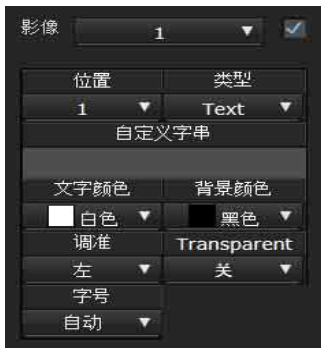 影像 1
位置 类型
1 Text
自定义字串
文字颜色 背景颜色
白色 黑色
调准 Transparent
左 关
字号
自动